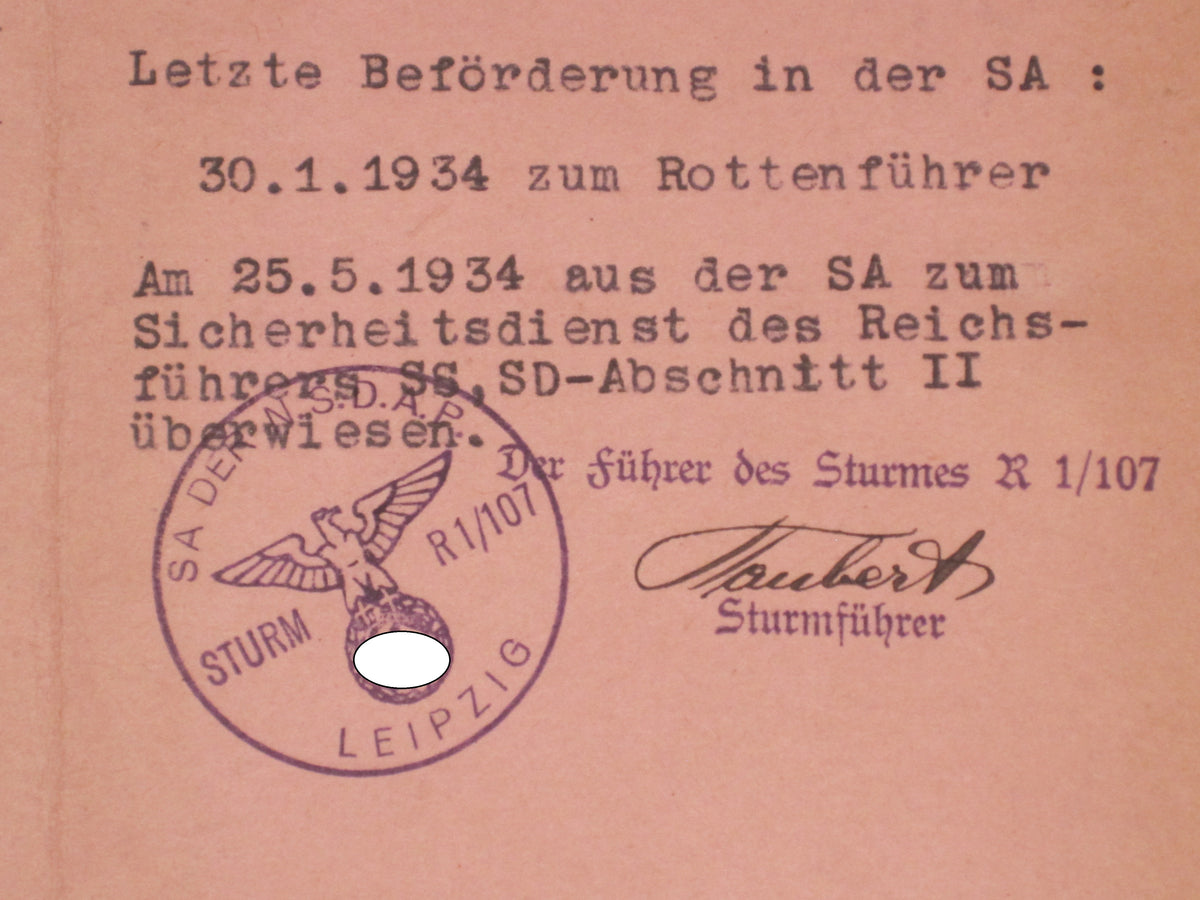 Letzte Beförderung in der SA :
30.1.1934 zum Rottenführer
Am 25.5.1934 aus der SA zum
Sicherheitsdienst des Reichs-
führers SS,SD-Abschnitt II
überwiesen.
Der Führer des Sturmes R 1/107
Taubert
Sturmführer
SA DER N.S.D.A.P.
STURM R 1/107
LEIPZIG